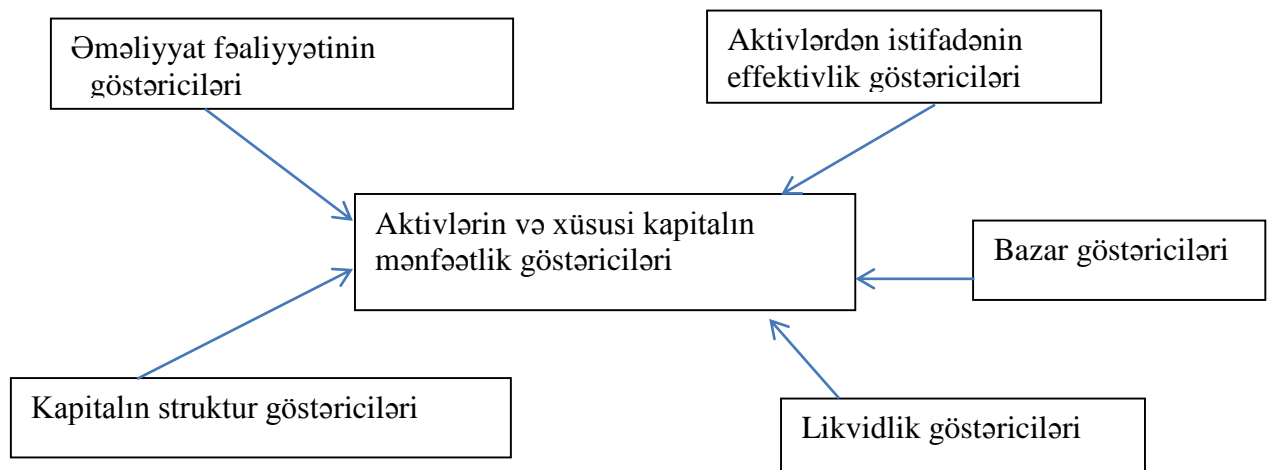 Əməliyyat fəaliyyətinin
göstəriciləri
Aktivlərdən istifadənin
effektivlik göstəriciləri
Aktivlərin və xüsusi kapitalın
mənfəətlik göstəriciləri
Bazar göstəriciləri
Kapitalın struktur göstəriciləri
Likvidlik göstəriciləri